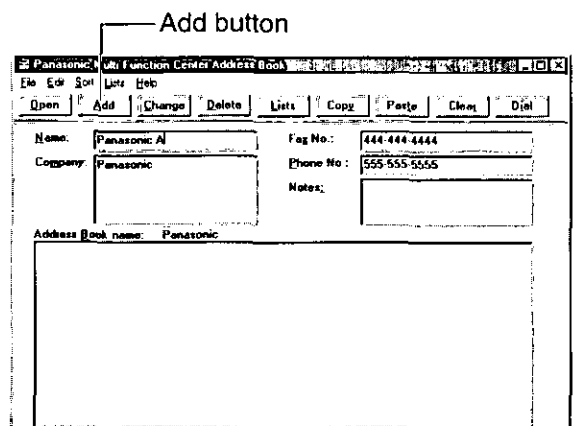 Add button
Panasonic Multi Function Center Address Book
File Edit Sort Lists Help
Open Add Change Delete Lists Copy Paste Clear Dial
Name: Panasonic A Fax No.: 444-444-4444
Company: Panasonic Phone No.: 555-555-5555
Notes:
Address Book name: Panasonic